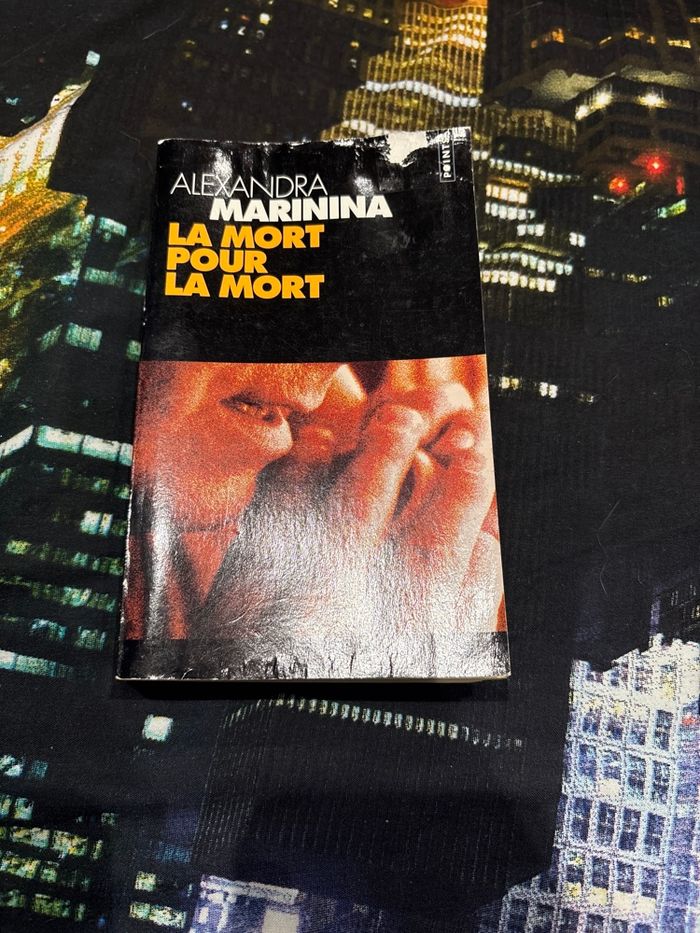 POINTS
ALEXANDRA
MARININA
LA MORT
POUR
LA MORT